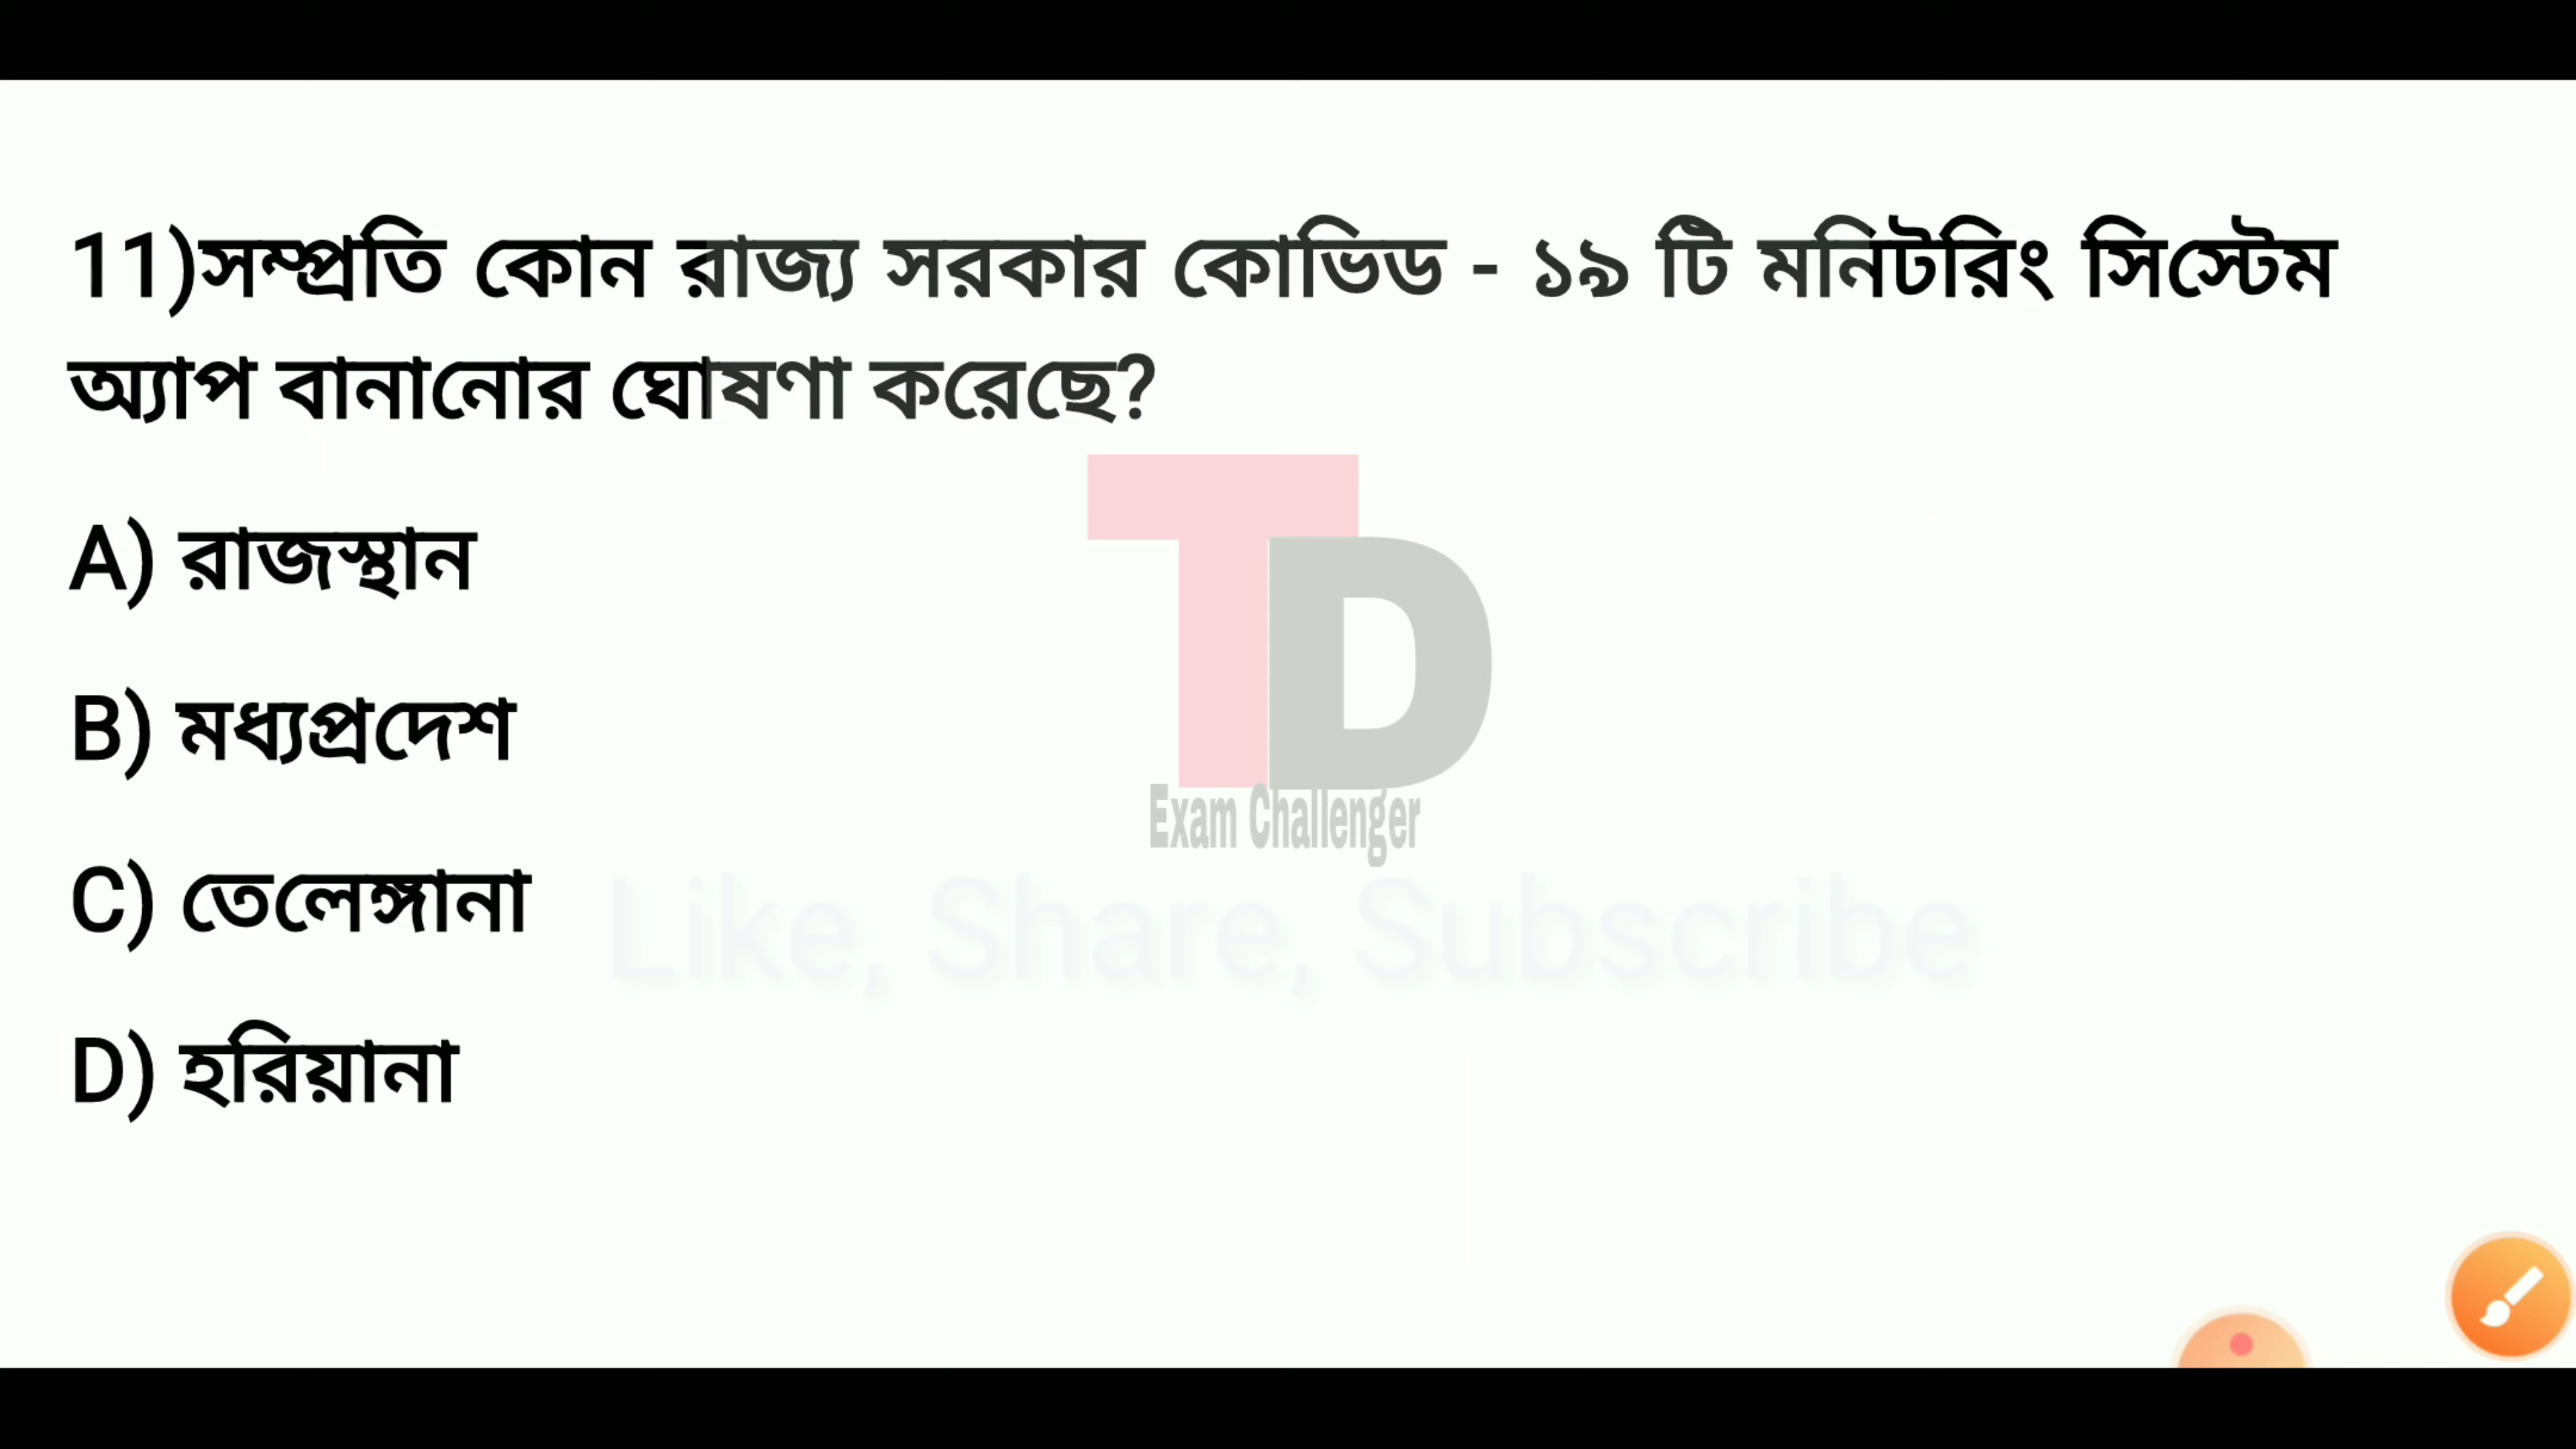 11)সম্প্রতি কোন রাজ্য সরকার কোভিড - ১৯ টি মনিটরিং সিস্টেম
অ্যাপ বানানোর ঘোষণা করেছে?
A) রাজস্থান
B) মধ্যপ্রদেশ
C) তেলেঙ্গানা
D) হরিয়ানা
TD
Exam Challenger
Like, Share, Subscribe